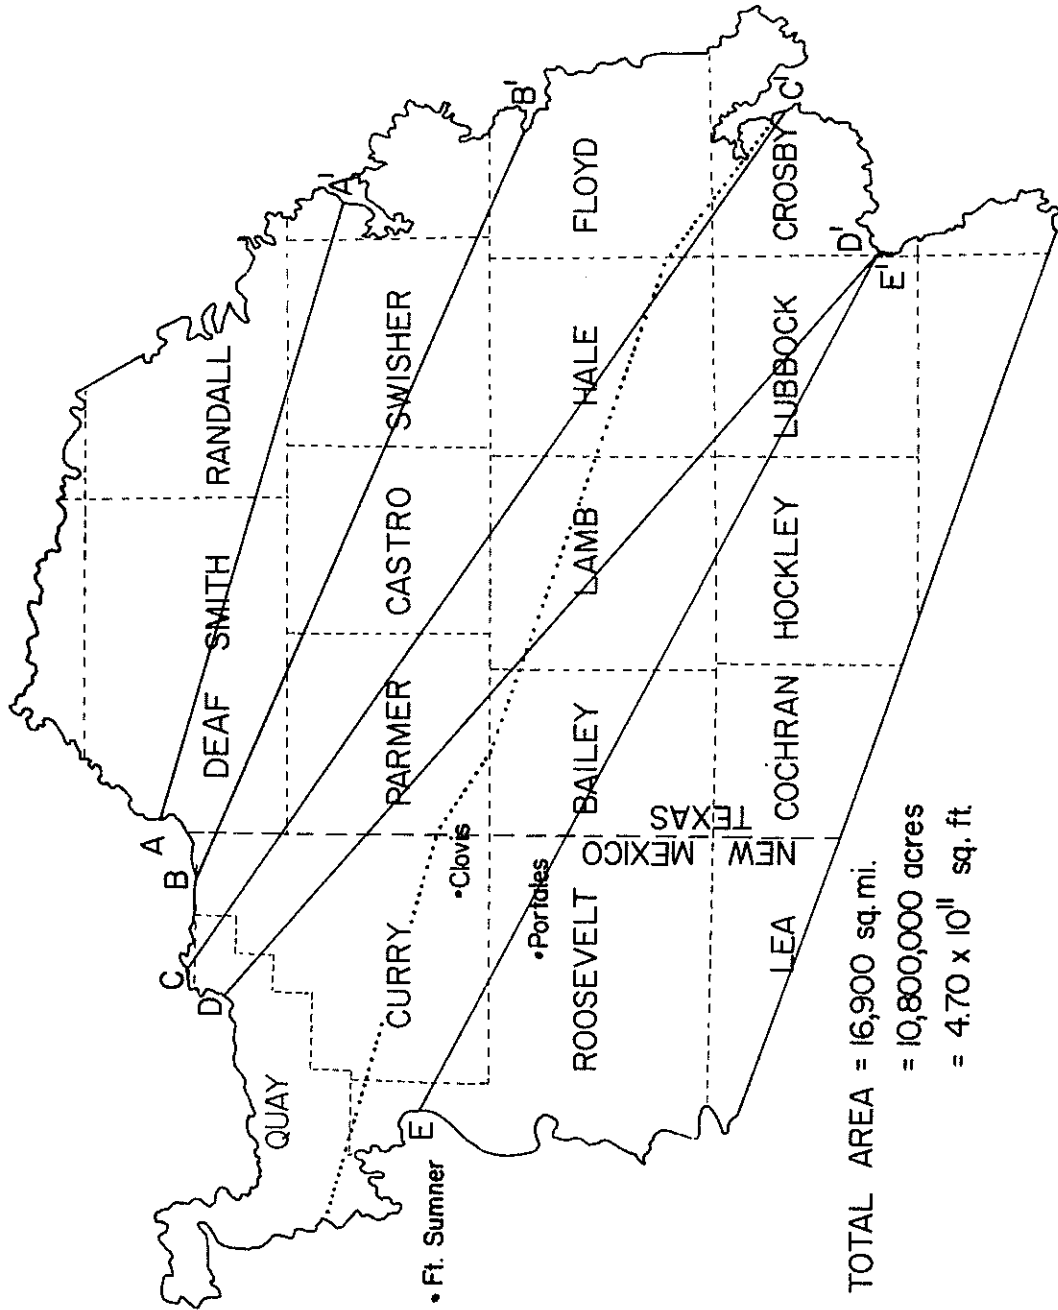 A
RANDALL
A'
DEAF SMITH
B
B'
C
D
QUAY
PARMER
CASTRO
SWISHER
CURRY
•Clovis
E
• Ft. Sumner
•Portales
ROOSEVELT
BAILEY
LAMB
HALE
FLOYD
NEW MEXICO
TEXAS
LEA
COCHRAN
HOCKLEY
LUBBOCK
CROSBY
C'
D'
E'
TOTAL AREA = 16,900 sq. mi.
= 10,800,000 acres
= 4.70 x 10¹¹ sq. ft.